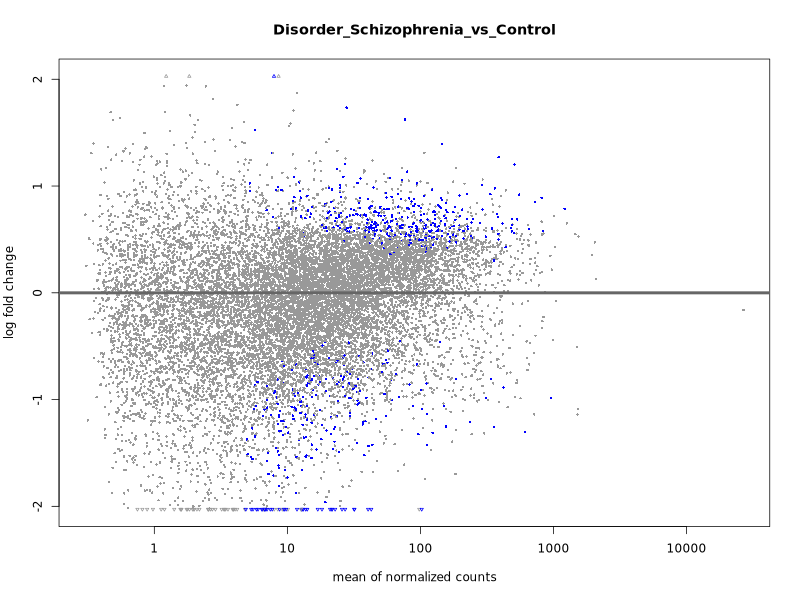 Disorder_Schizophrenia_vs_Control
2
1
0
-1
-2
log fold change
1 10 100 1000 10000
mean of normalized counts